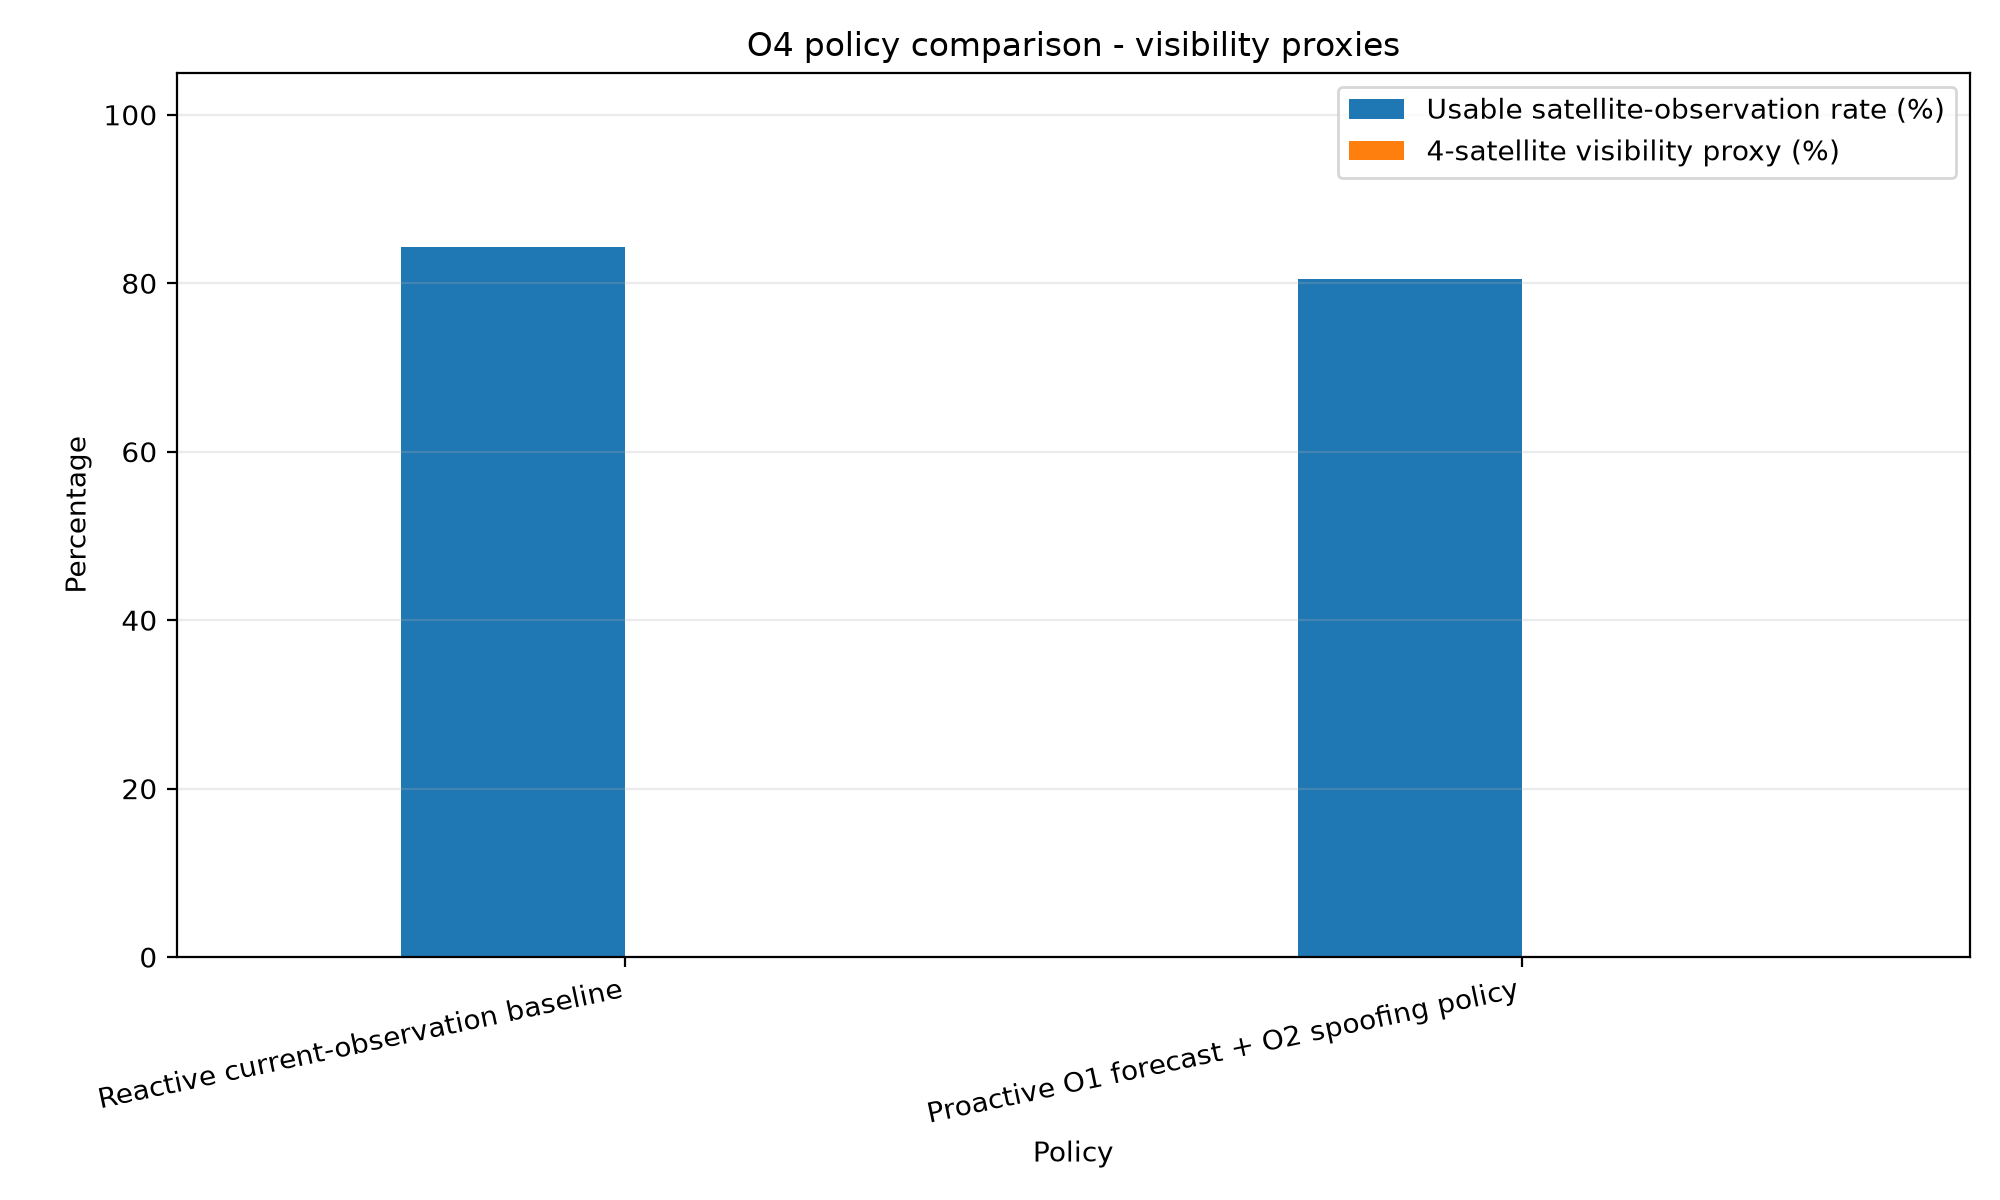 O4 policy comparison - visibility proxies
Usable satellite-observation rate (%)
4-satellite visibility proxy (%)
Percentage
100
80
60
40
20
0
Reactive current-observation baseline
Proactive O1 forecast + O2 spoofing policy
Policy